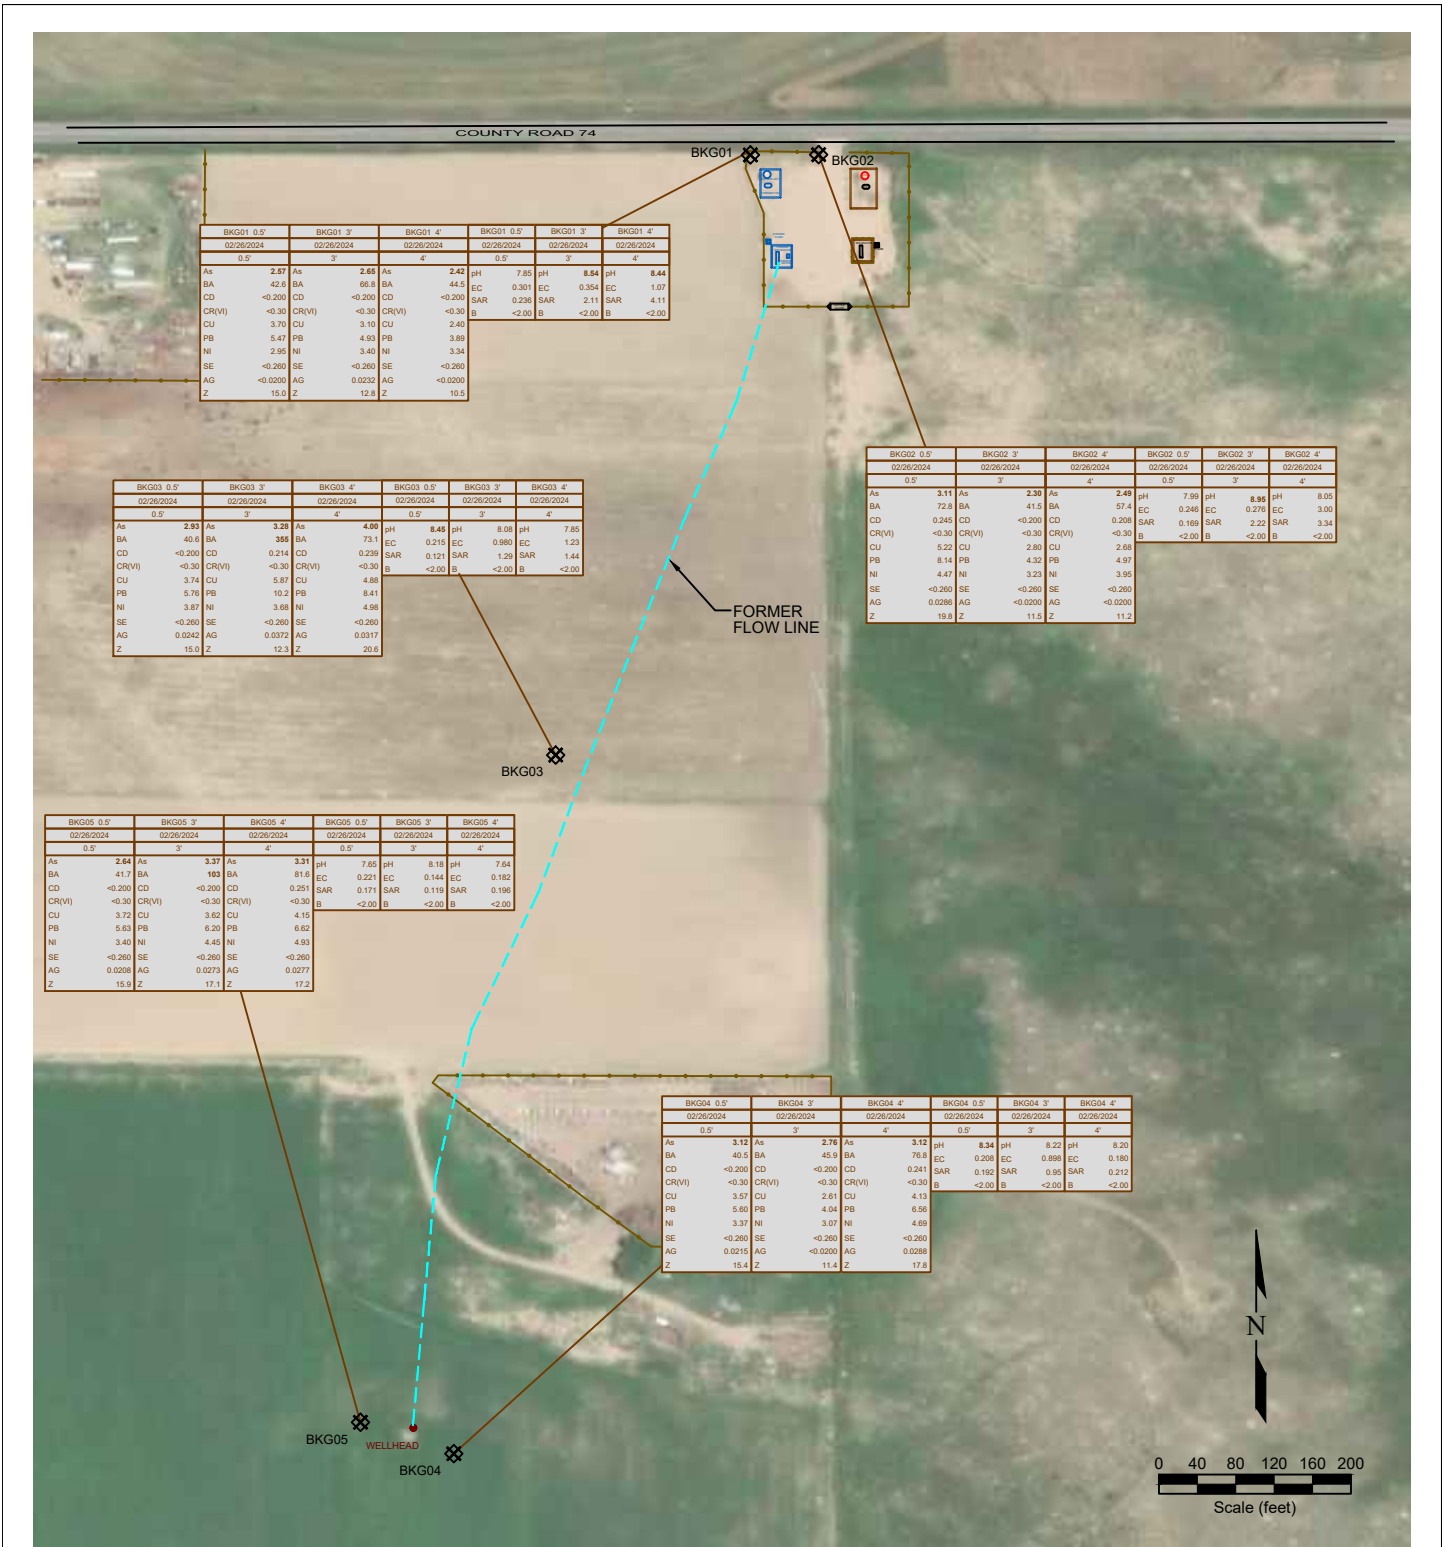 COUNTY ROAD 74
BKG01
BKG02
BKG01 0.5' BKG01 3' BKG01 4' BKG01 0.5' BKG01 3' BKG01 4'
02/26/2024 02/26/2024 02/26/2024 02/26/2024 02/26/2024 02/26/2024
0.5' 3' 4' 0.5' 3' 4'
As 2.57 As 2.65 As 2.42 pH 7.85 pH 8.54 pH 8.44
BA 42.6 BA 66.8 BA 44.5 EC 0.301 EC 0.354 EC 1.07
CD <0.200 CD <0.200 CD <0.200 SAR 0.236 SAR 2.11 SAR 4.11
CR(VI) <0.30 CR(VI) <0.30 CR(VI) <0.30 B <2.00 B <2.00 B <2.00
CU 3.70 CU 3.10 CU 2.40
PB 5.47 PB 4.93 PB 3.89
NI 2.95 NI 3.40 NI 3.34
SE <0.260 SE <0.260 SE <0.260
AG <0.0200 AG 0.0232 AG <0.0200
Z 15.0 Z 12.8 Z 10.5
BKG02 0.5' BKG02 3' BKG02 4' BKG02 0.5' BKG02 3' BKG02 4'
02/26/2024 02/26/2024 02/26/2024 02/26/2024 02/26/2024 02/26/2024
0.5' 3' 4' 0.5' 3' 4'
As 3.11 As 2.30 As 2.49 pH 7.99 pH 8.95 pH 8.05
BA 72.8 BA 41.5 BA 57.4 EC 0.246 EC 0.276 EC 3.00
CD 0.245 CD <0.200 CD 0.208 SAR 0.169 SAR 2.22 SAR 3.34
CR(VI) <0.30 CR(VI) <0.30 CR(VI) <0.30 B <2.00 B <2.00 B <2.00
CU 5.22 CU 2.80 CU 2.68
PB 8.14 PB 4.32 PB 4.97
NI 4.47 NI 3.23 NI 3.95
SE <0.260 SE <0.260 SE <0.260
AG 0.0286 AG <0.0200 AG <0.0200
Z 19.8 Z 11.5 Z 11.2
BKG03 0.5' BKG03 3' BKG03 4' BKG03 0.5' BKG03 3' BKG03 4'
02/26/2024 02/26/2024 02/26/2024 02/26/2024 02/26/2024 02/26/2024
0.5' 3' 4' 0.5' 3' 4'
As 2.93 As 3.28 As 4.00 pH 8.45 pH 8.08 pH 7.85
BA 40.6 BA 355 BA 73.1 EC 0.215 EC 0.980 EC 1.23
CD <0.200 CD 0.214 CD 0.239 SAR 0.121 SAR 1.29 SAR 1.44
CR(VI) <0.30 CR(VI) <0.30 CR(VI) <0.30 B <2.00 B <2.00 B <2.00
CU 3.74 CU 5.87 CU 4.88
PB 5.76 PB 10.2 PB 8.41
NI 3.87 NI 3.68 NI 4.98
SE <0.260 SE <0.260 SE <0.260
AG 0.0242 AG 0.0372 AG 0.0317
Z 15.0 Z 12.3 Z 20.6
FORMER
FLOW LINE
BKG03
BKG05 0.5' BKG05 3' BKG05 4' BKG05 0.5' BKG05 3' BKG05 4'
02/26/2024 02/26/2024 02/26/2024 02/26/2024 02/26/2024 02/26/2024
0.5' 3' 4' 0.5' 3' 4'
As 2.64 As 3.37 As 3.31 pH 7.65 pH 8.18 pH 7.64
BA 41.7 BA 103 BA 81.6 EC 0.221 EC 0.144 EC 0.182
CD <0.200 CD <0.200 CD 0.251 SAR 0.171 SAR 0.119 SAR 0.196
CR(VI) <0.30 CR(VI) <0.30 CR(VI) <0.30 B <2.00 B <2.00 B <2.00
CU 3.72 CU 3.62 CU 4.15
PB 5.63 PB 6.20 PB 6.62
NI 3.40 NI 4.45 NI 4.93
SE <0.260 SE <0.260 SE <0.260
AG 0.0208 AG 0.0273 AG 0.0277
Z 15.9 Z 17.1 Z 17.2
BKG04 0.5' BKG04 3' BKG04 4' BKG04 0.5' BKG04 3' BKG04 4'
02/26/2024 02/26/2024 02/26/2024 02/26/2024 02/26/2024 02/26/2024
0.5' 3' 4' 0.5' 3' 4'
As 3.12 As 2.76 As 3.12 pH 8.34 pH 8.22 pH 8.20
BA 40.5 BA 45.9 BA 76.8 EC 0.208 EC 0.898 EC 0.180
CD <0.200 CD <0.200 CD 0.241 SAR 0.192 SAR 0.95 SAR 0.212
CR(VI) <0.30 CR(VI) <0.30 CR(VI) <0.30 B <2.00 B <2.00 B <2.00
CU 3.57 CU 2.61 CU 4.13
PB 5.60 PB 4.04 PB 6.56
NI 3.37 NI 3.07 NI 4.69
SE <0.260 SE <0.260 SE <0.260
AG 0.0215 AG <0.0200 AG 0.0288
Z 15.4 Z 11.4 Z 17.8
N
BKG05
WELLHEAD
BKG04
0 40 80 120 160 200
Scale (feet)